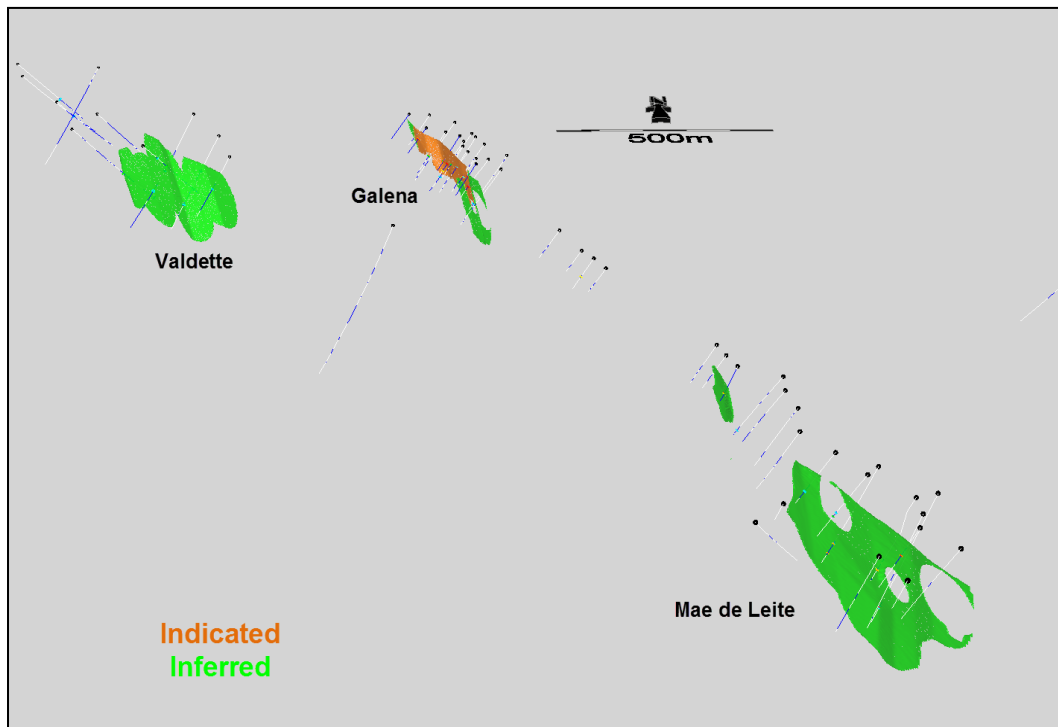 500m
Galena
Valdette
Mae de Leite
Indicated
Inferred